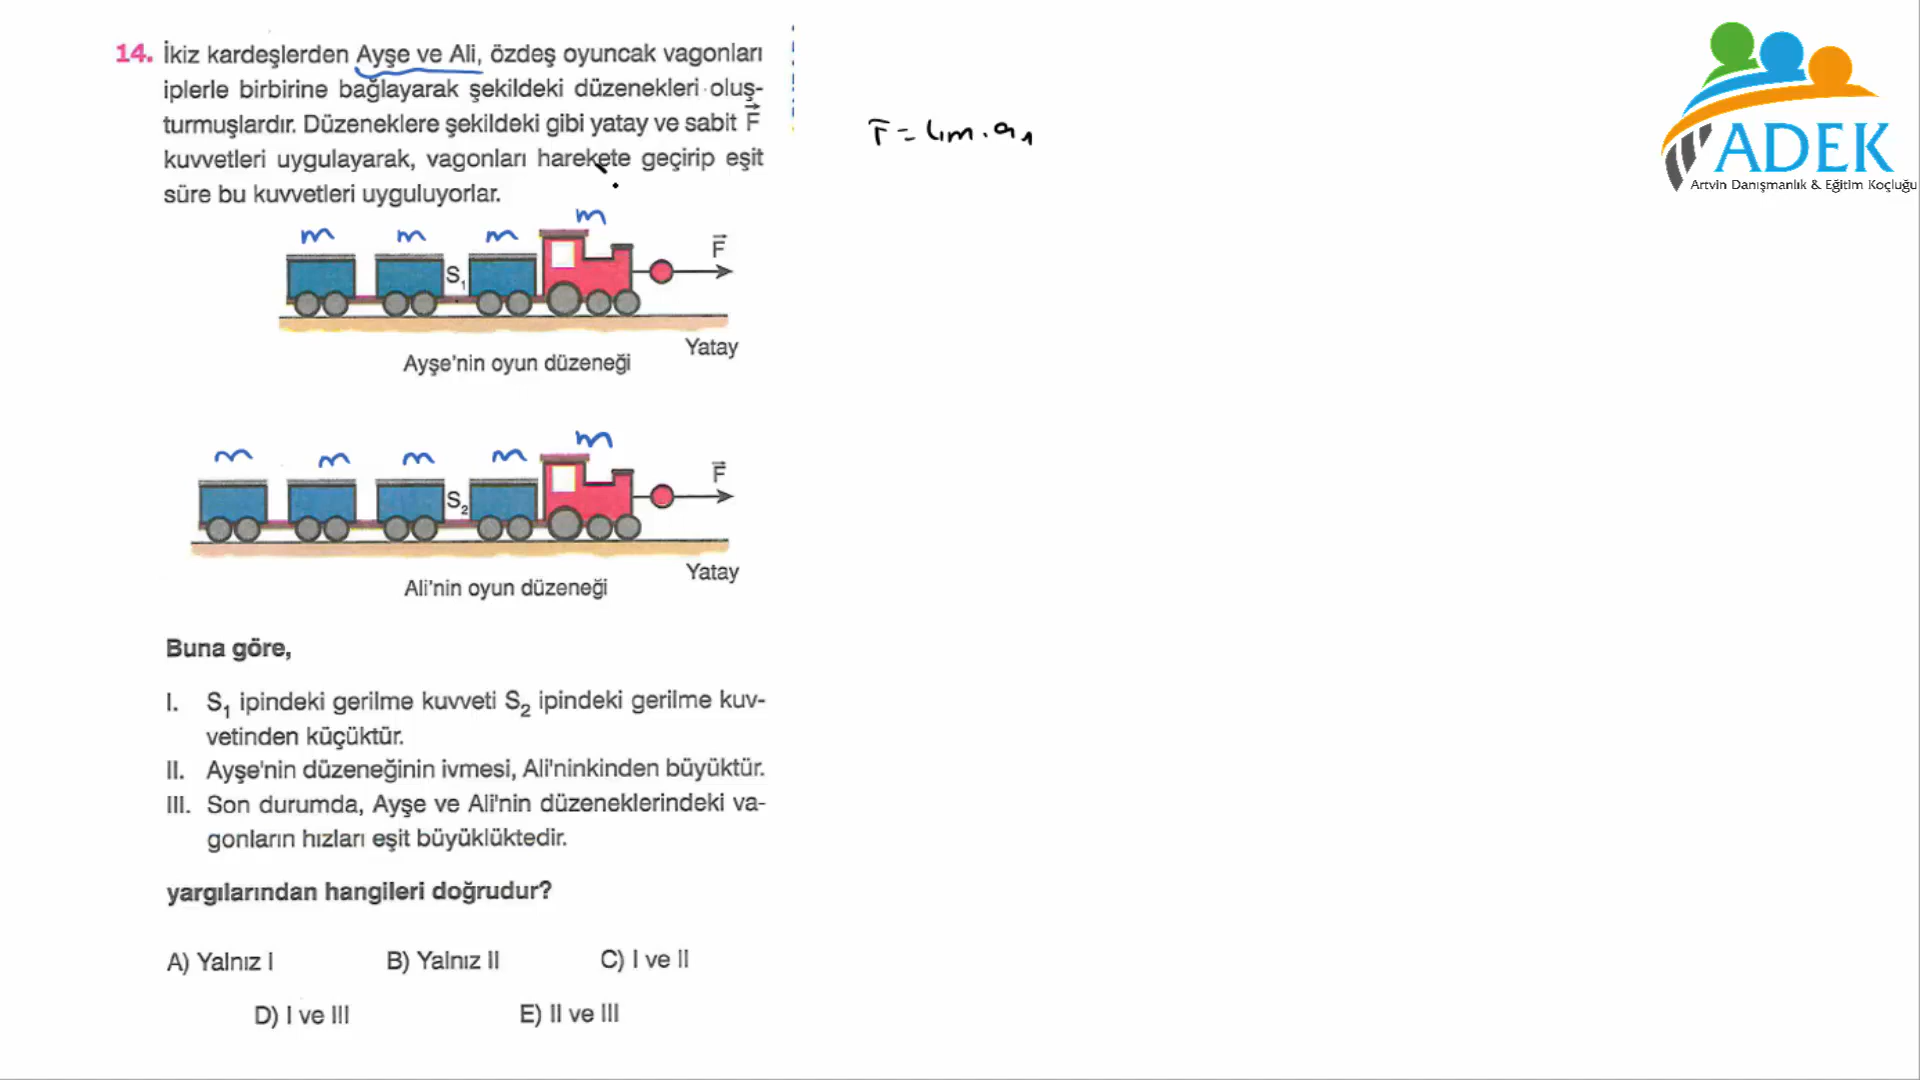 14. İkiz kardeşlerden Ayşe ve Ali, özdeş oyuncak vagonları
iplerle birbirine bağlayarak şekildeki düzenekleri oluş-
turmuşlardır. Düzeneklere şekildeki gibi yatay ve sabit F⃗
kuvvetleri uygulayarak, vagonları harekete geçirip eşit
süre bu kuvvetleri uyguluyorlar.
F = 4m.a₁
ADEK
Artvin Danışmanlık & Eğitim Koçluğu
m m m m
S₁
F⃗
Yatay
Ayşe'nin oyun düzeneği
m m m m m
S₂
F⃗
Yatay
Ali'nin oyun düzeneği
Buna göre,
I. S₁ ipindeki gerilme kuvveti S₂ ipindeki gerilme kuv-
vetinden küçüktür.
II. Ayşe'nin düzeneğinin ivmesi, Ali'ninkinden büyüktür.
III. Son durumda, Ayşe ve Ali'nin düzeneklerindeki va-
gonların hızları eşit büyüklüktedir.
yargılarından hangileri doğrudur?
A) Yalnız I B) Yalnız II C) I ve II
D) I ve III E) II ve III